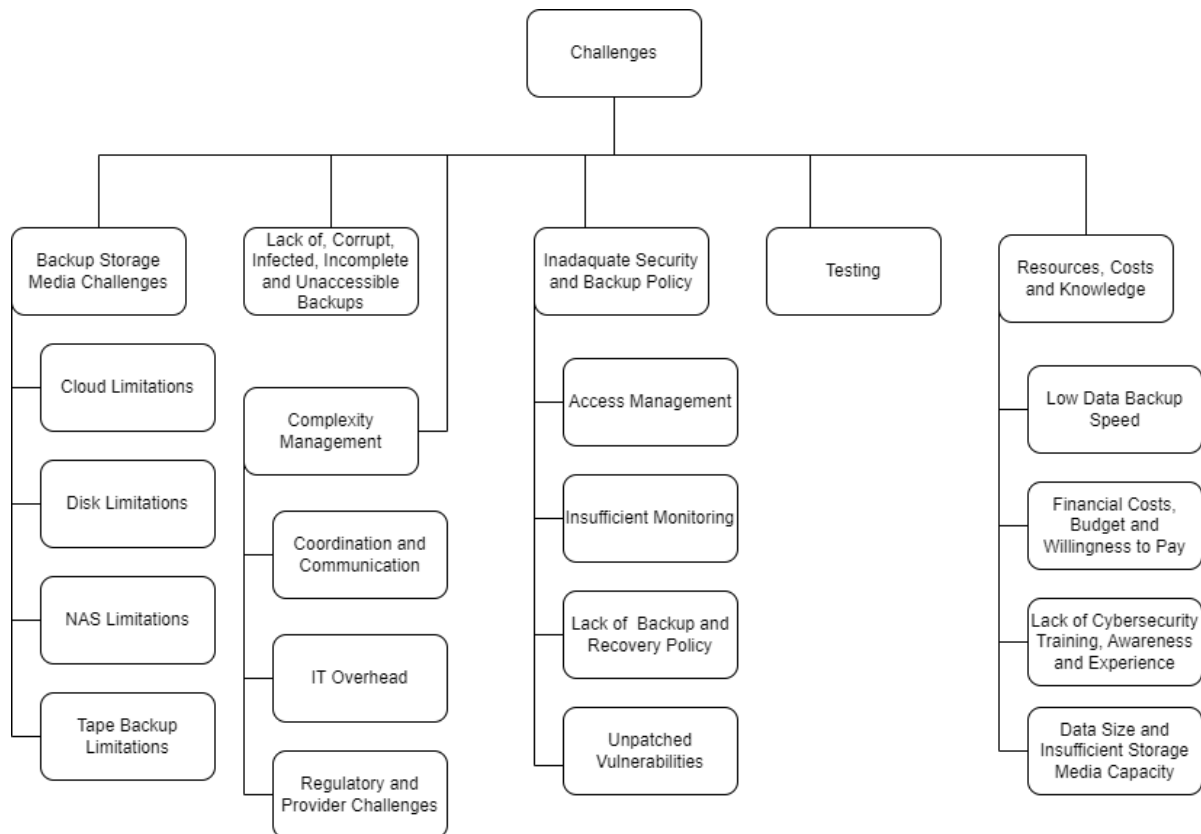 Challenges
Backup Storage
Media Challenges
Cloud Limitations
Disk Limitations
NAS Limitations
Tape Backup
Limitations
Lack of, Corrupt,
Infected, Incomplete
and Unaccessible
Backups
Complexity
Management
Coordination and
Communication
IT Overhead
Regulatory and
Provider Challenges
Inadaquate Security
and Backup Policy
Access Management
Insufficient Monitoring
Lack of  Backup and
Recovery Policy
Unpatched
Vulnerabilities
Testing
Resources, Costs
and Knowledge
Low Data Backup
Speed
Financial Costs,
Budget and
Willingness to Pay
Lack of Cybersecurity
Training, Awareness
and Experience
Data Size and
Insufficient Storage
Media Capacity